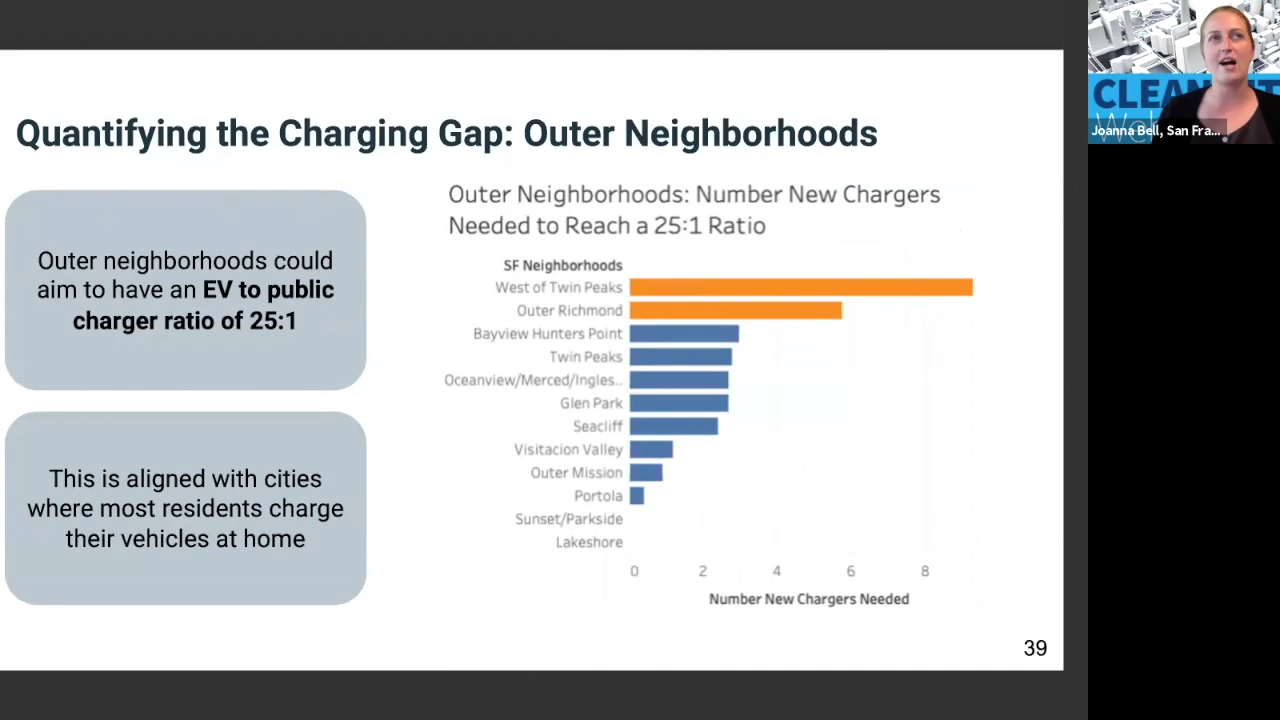 Quantifying the Charging Gap: Outer Neighborhoods
Outer neighborhoods could
aim to have an EV to public
charger ratio of 25:1
This is aligned with cities
where most residents charge
their vehicles at home
Outer Neighborhoods: Number New Chargers
Needed to Reach a 25:1 Ratio
SF Neighborhoods
West of Twin Peaks
Outer Richmond
Bayview Hunters Point
Twin Peaks
Oceanview/Merced/Ingles..
Glen Park
Seacliff
Visitacion Valley
Outer Mission
Portola
Sunset/Parkside
Lakeshore
0 2 4 6 8
Number New Chargers Needed
39
Joanna Bell, San Fra...